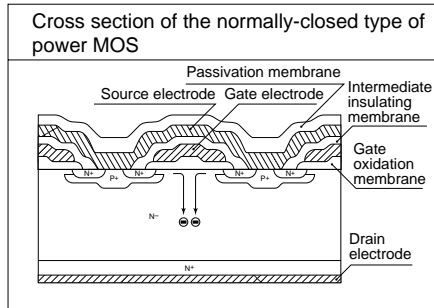 Cross section of the normally-closed type of
power MOS
Passivation membrane
Source electrode
Gate electrode
Intermediate
insulating
membrane
Gate
oxidation
membrane
N+
P+
N+
N+
P+
N+
N−
Drain
electrode
N+